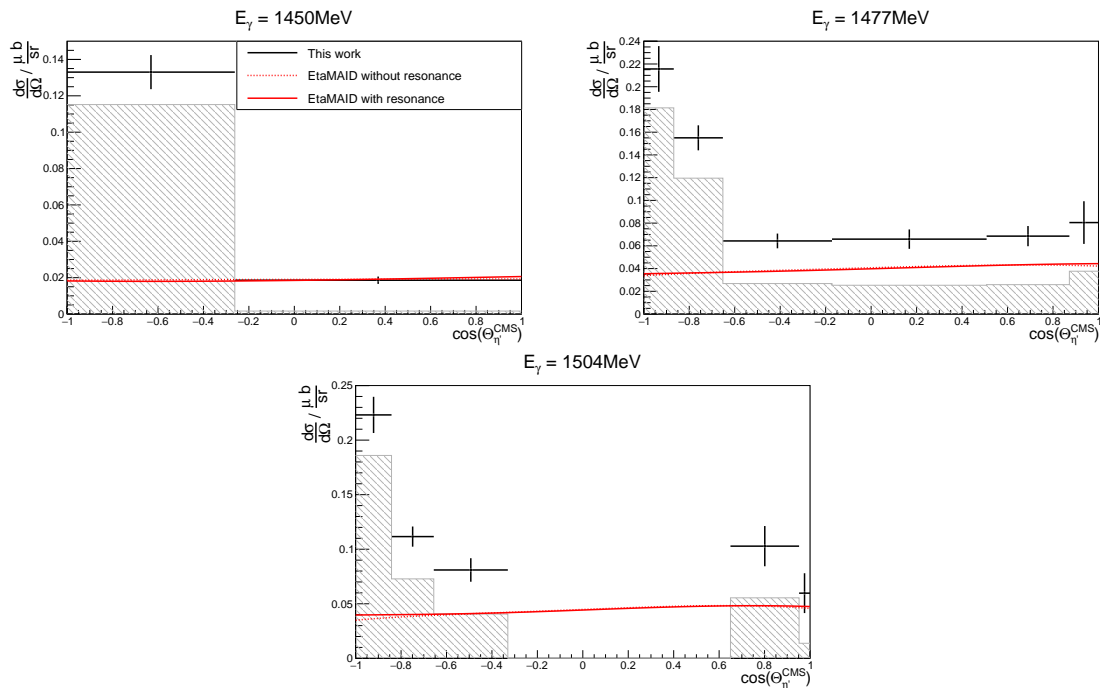 E_γ = 1450MeV
dσ/dΩ / μb/sr
0.14
0.12
0.1
0.08
0.06
0.04
0.02
0
This work
EtaMAID without resonance
EtaMAID with resonance
−1 −0.8 −0.6 −0.4 −0.2 0 0.2 0.4 0.6 0.8 1
cos(Θ_η'^CMS)
E_γ = 1477MeV
dσ/dΩ / μb/sr
0.24
0.22
0.2
0.18
0.16
0.14
0.12
0.1
0.08
0.06
0.04
0.02
0
−1 −0.8 −0.6 −0.4 −0.2 0 0.2 0.4 0.6 0.8 1
cos(Θ_η'^CMS)
E_γ = 1504MeV
dσ/dΩ / μb/sr
0.25
0.2
0.15
0.1
0.05
0
−1 −0.8 −0.6 −0.4 −0.2 0 0.2 0.4 0.6 0.8 1
cos(Θ_η'^CMS)